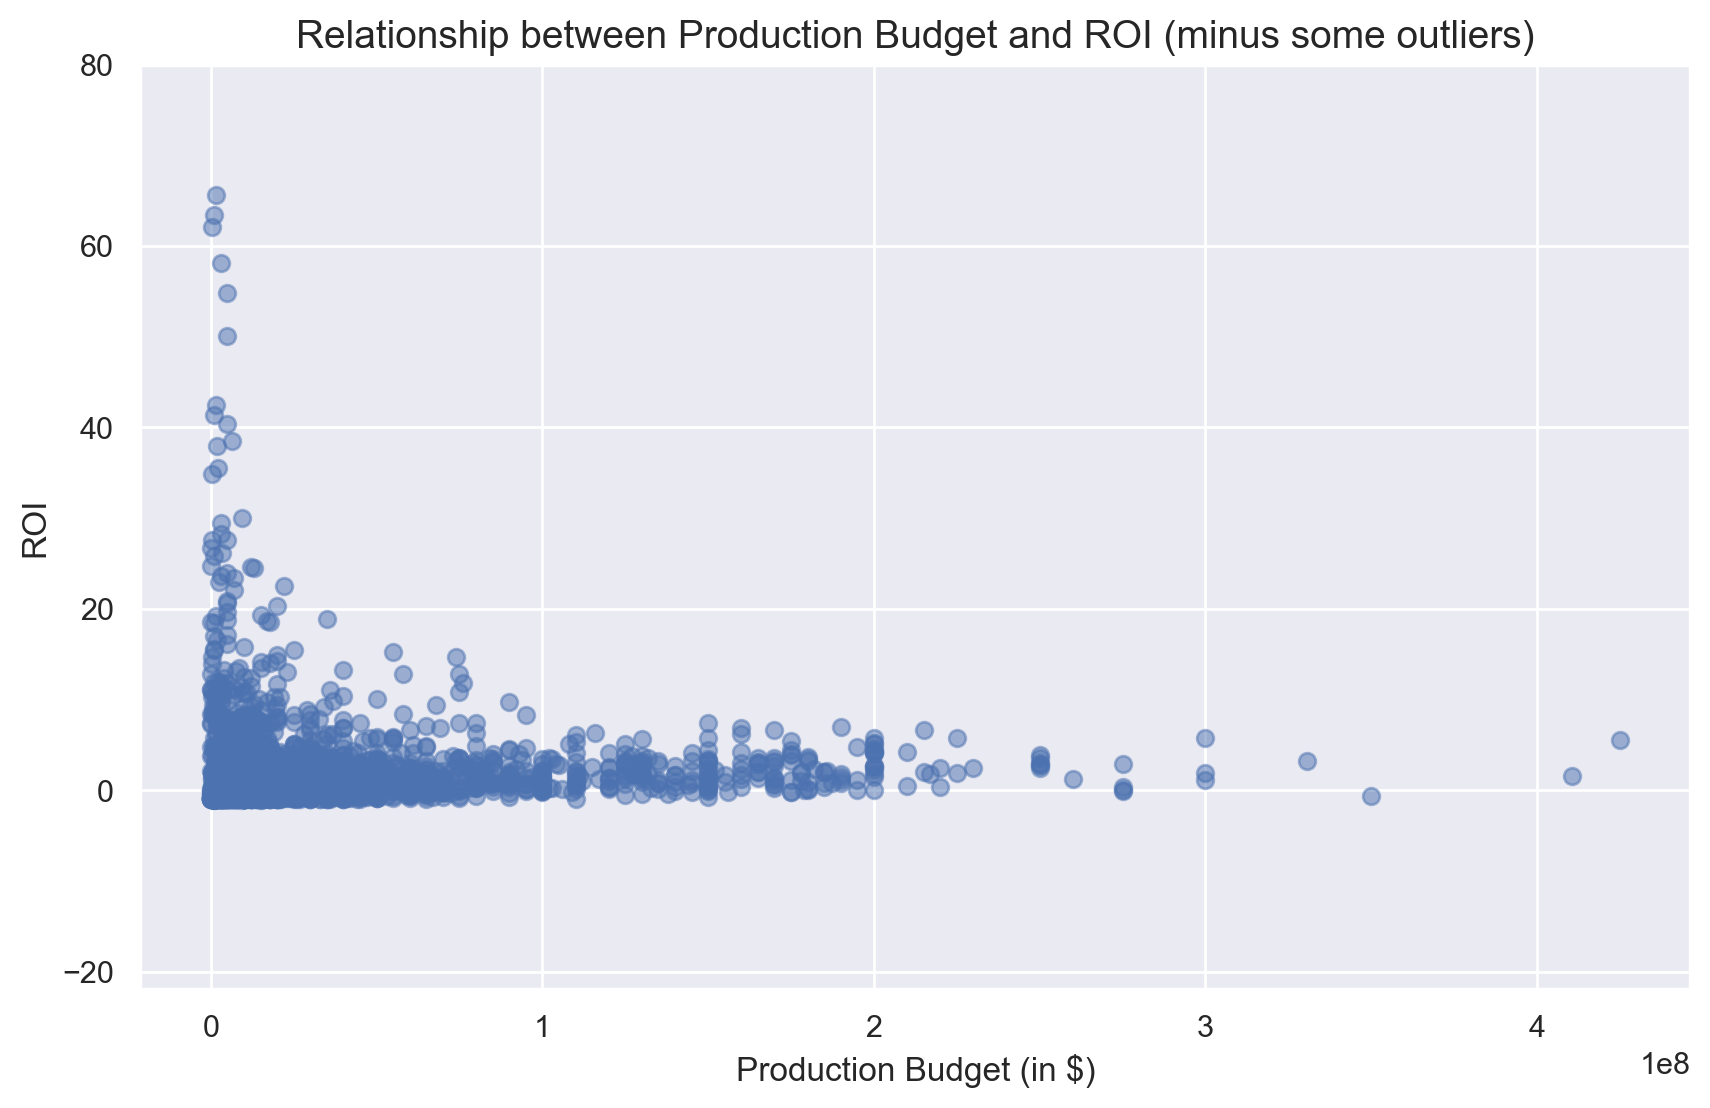 Relationship between Production Budget and ROI (minus some outliers)
80
60
40
20
0
−20
ROI
0 1 2 3 4
1e8
Production Budget (in $)